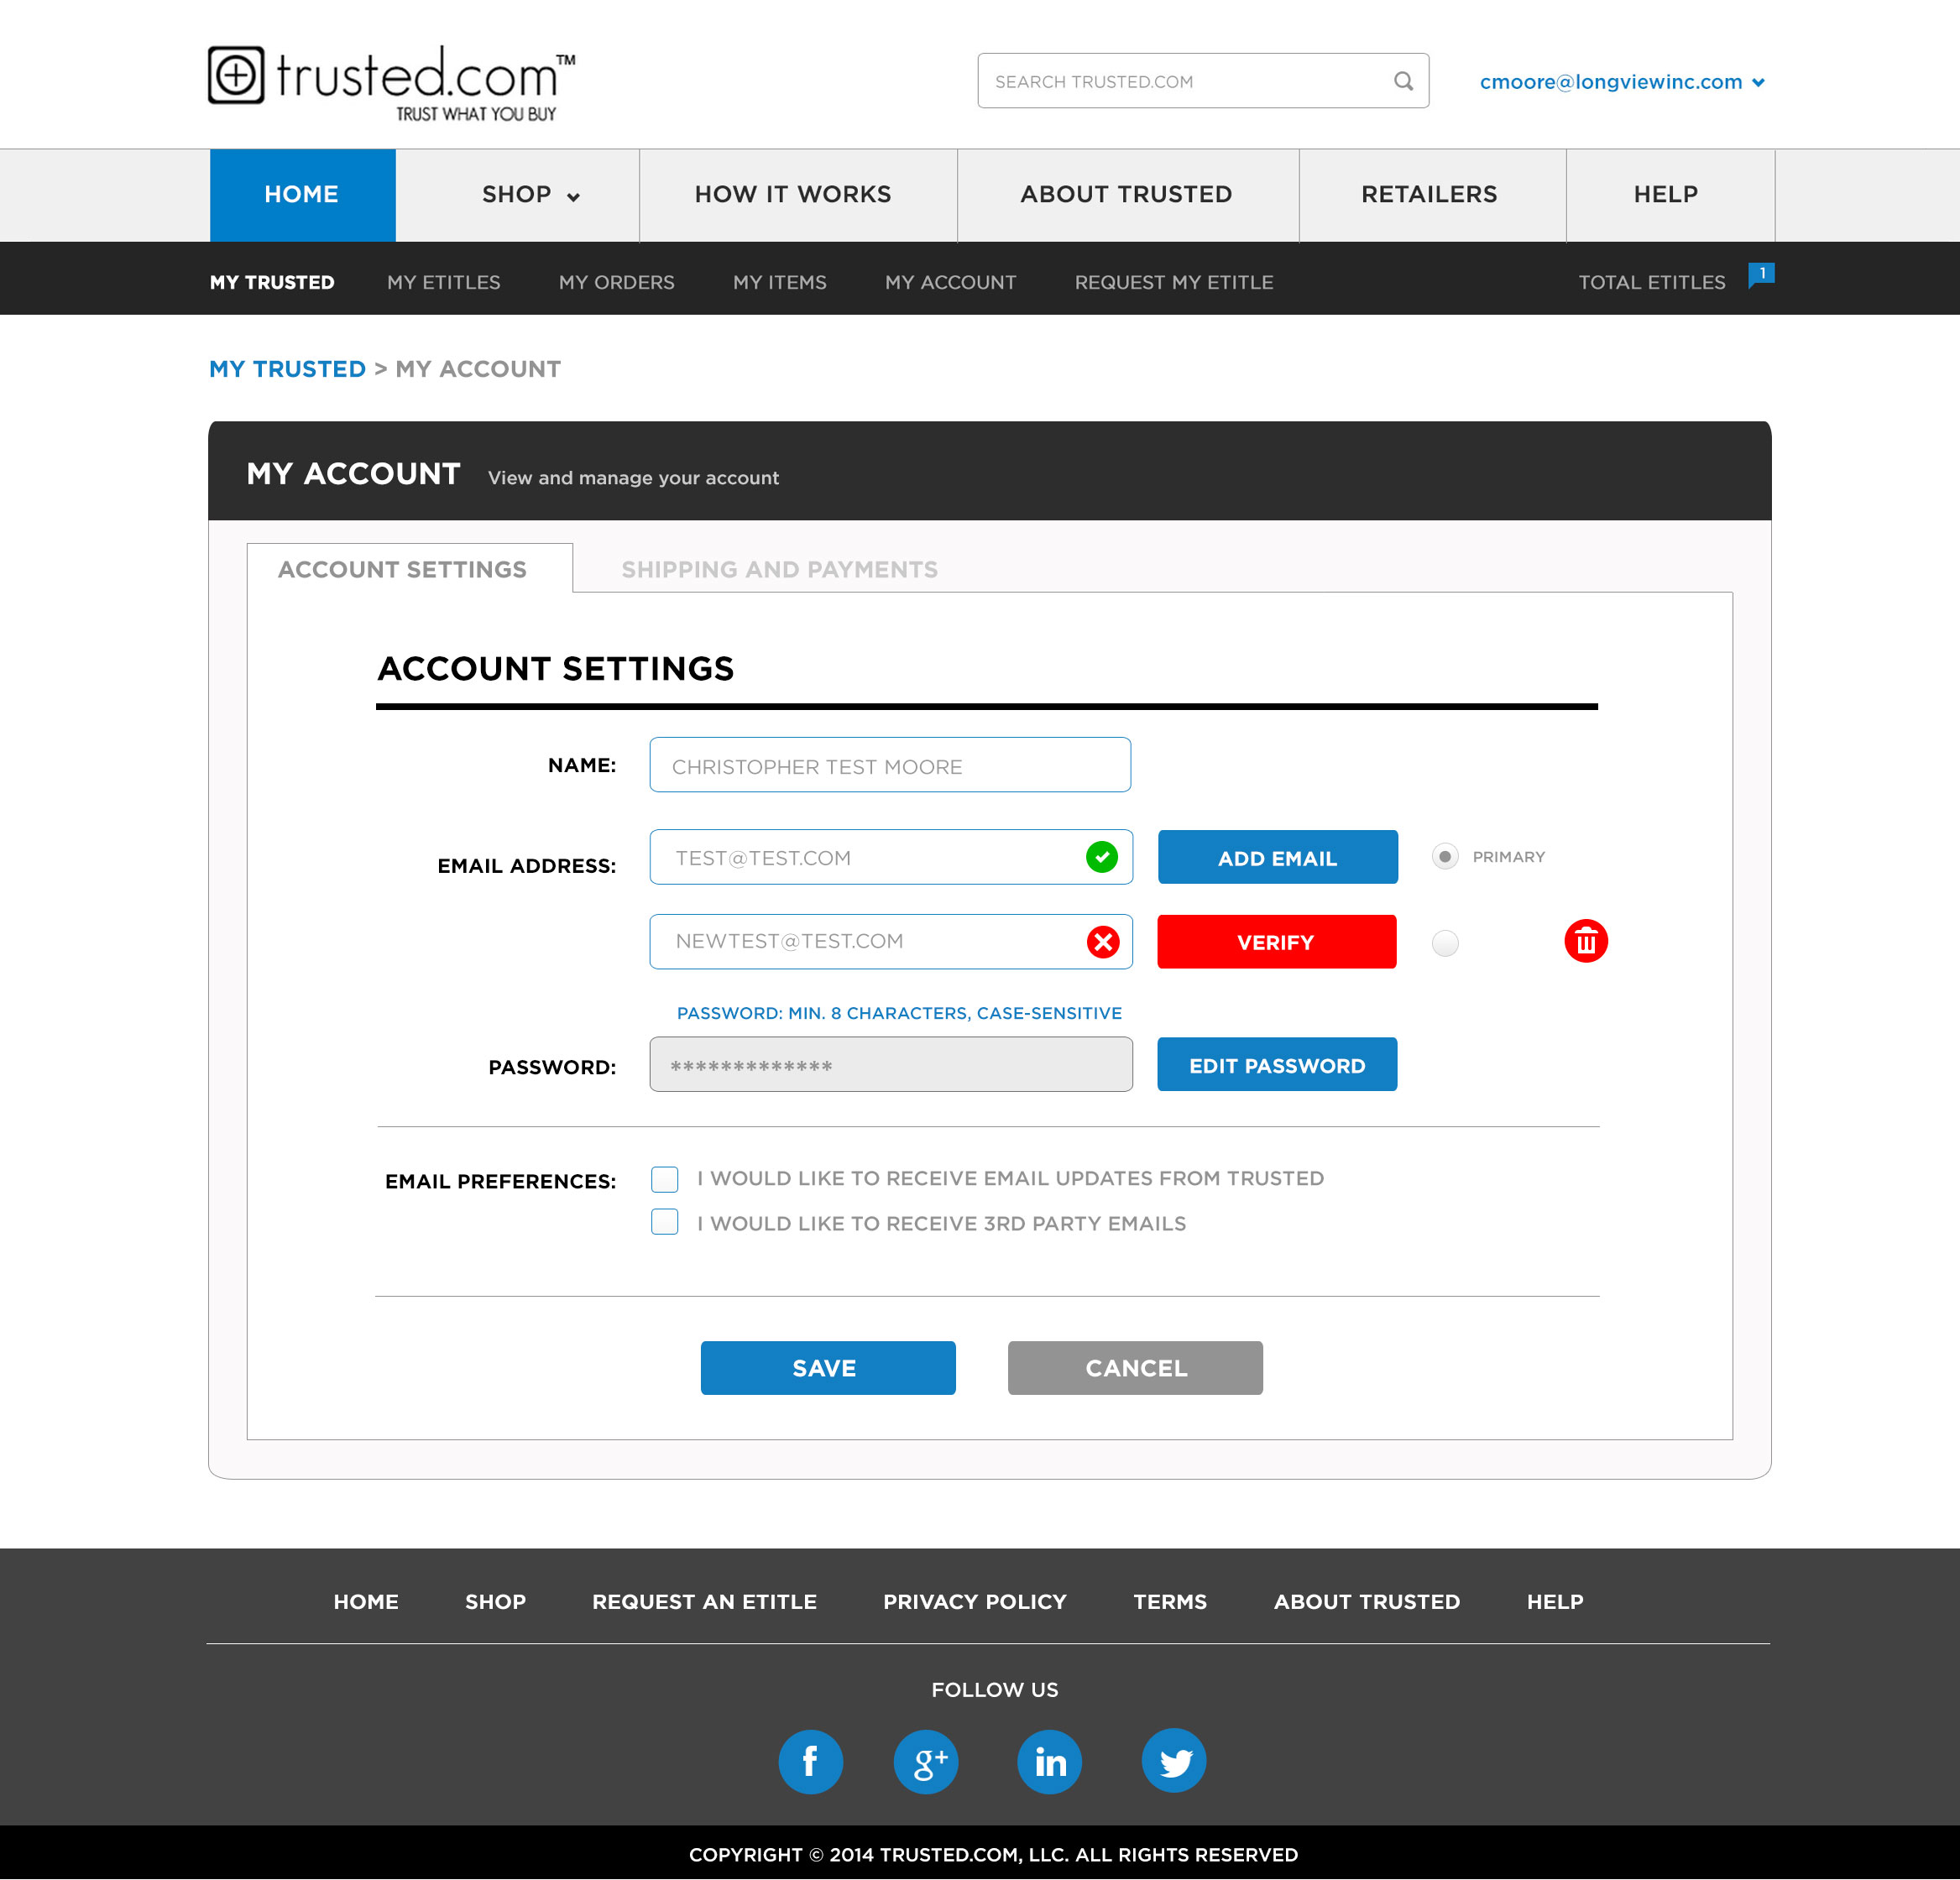 trusted.com™
TRUST WHAT YOU BUY
SEARCH TRUSTED.COM
cmoore@longviewinc.com
HOME SHOP HOW IT WORKS ABOUT TRUSTED RETAILERS HELP
MY TRUSTED MY ETITLES MY ORDERS MY ITEMS MY ACCOUNT REQUEST MY ETITLE TOTAL ETITLES 1
MY TRUSTED > MY ACCOUNT
MY ACCOUNT View and manage your account
ACCOUNT SETTINGS SHIPPING AND PAYMENTS
ACCOUNT SETTINGS
NAME: CHRISTOPHER TEST MOORE
EMAIL ADDRESS: TEST@TEST.COM ADD EMAIL PRIMARY
NEWTEST@TEST.COM VERIFY
PASSWORD: MIN. 8 CHARACTERS, CASE-SENSITIVE
PASSWORD: ************* EDIT PASSWORD
EMAIL PREFERENCES: I WOULD LIKE TO RECEIVE EMAIL UPDATES FROM TRUSTED
I WOULD LIKE TO RECEIVE 3RD PARTY EMAILS
SAVE CANCEL
HOME SHOP REQUEST AN ETITLE PRIVACY POLICY TERMS ABOUT TRUSTED HELP
FOLLOW US
f g+ in
COPYRIGHT © 2014 TRUSTED.COM, LLC. ALL RIGHTS RESERVED